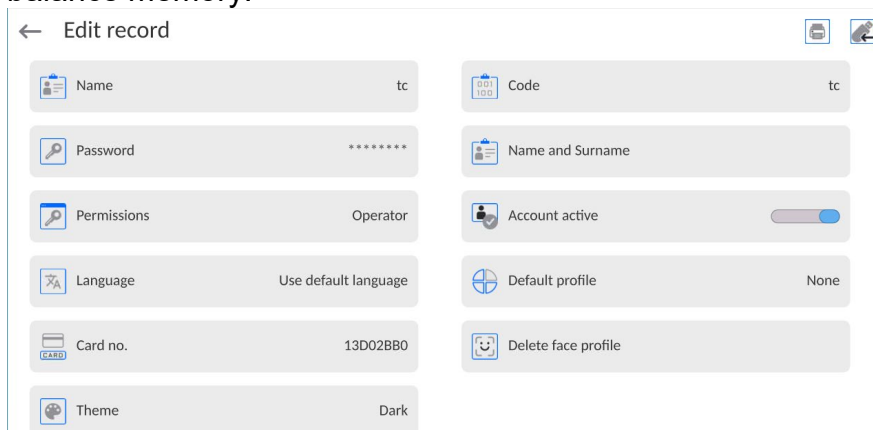 balance memory.
Edit record
Name tc
Code tc
Password ********
Name and Surname
Permissions Operator
Account active
Language Use default language
Default profile None
CARD Card no. 13D02BB0
Delete face profile
Theme Dark